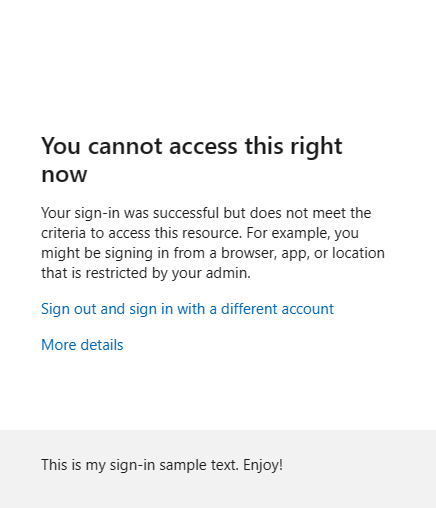 You cannot access this right
now
Your sign-in was successful but does not meet the
criteria to access this resource. For example, you
might be signing in from a browser, app, or location
that is restricted by your admin.
Sign out and sign in with a different account
More details
This is my sign-in sample text. Enjoy!